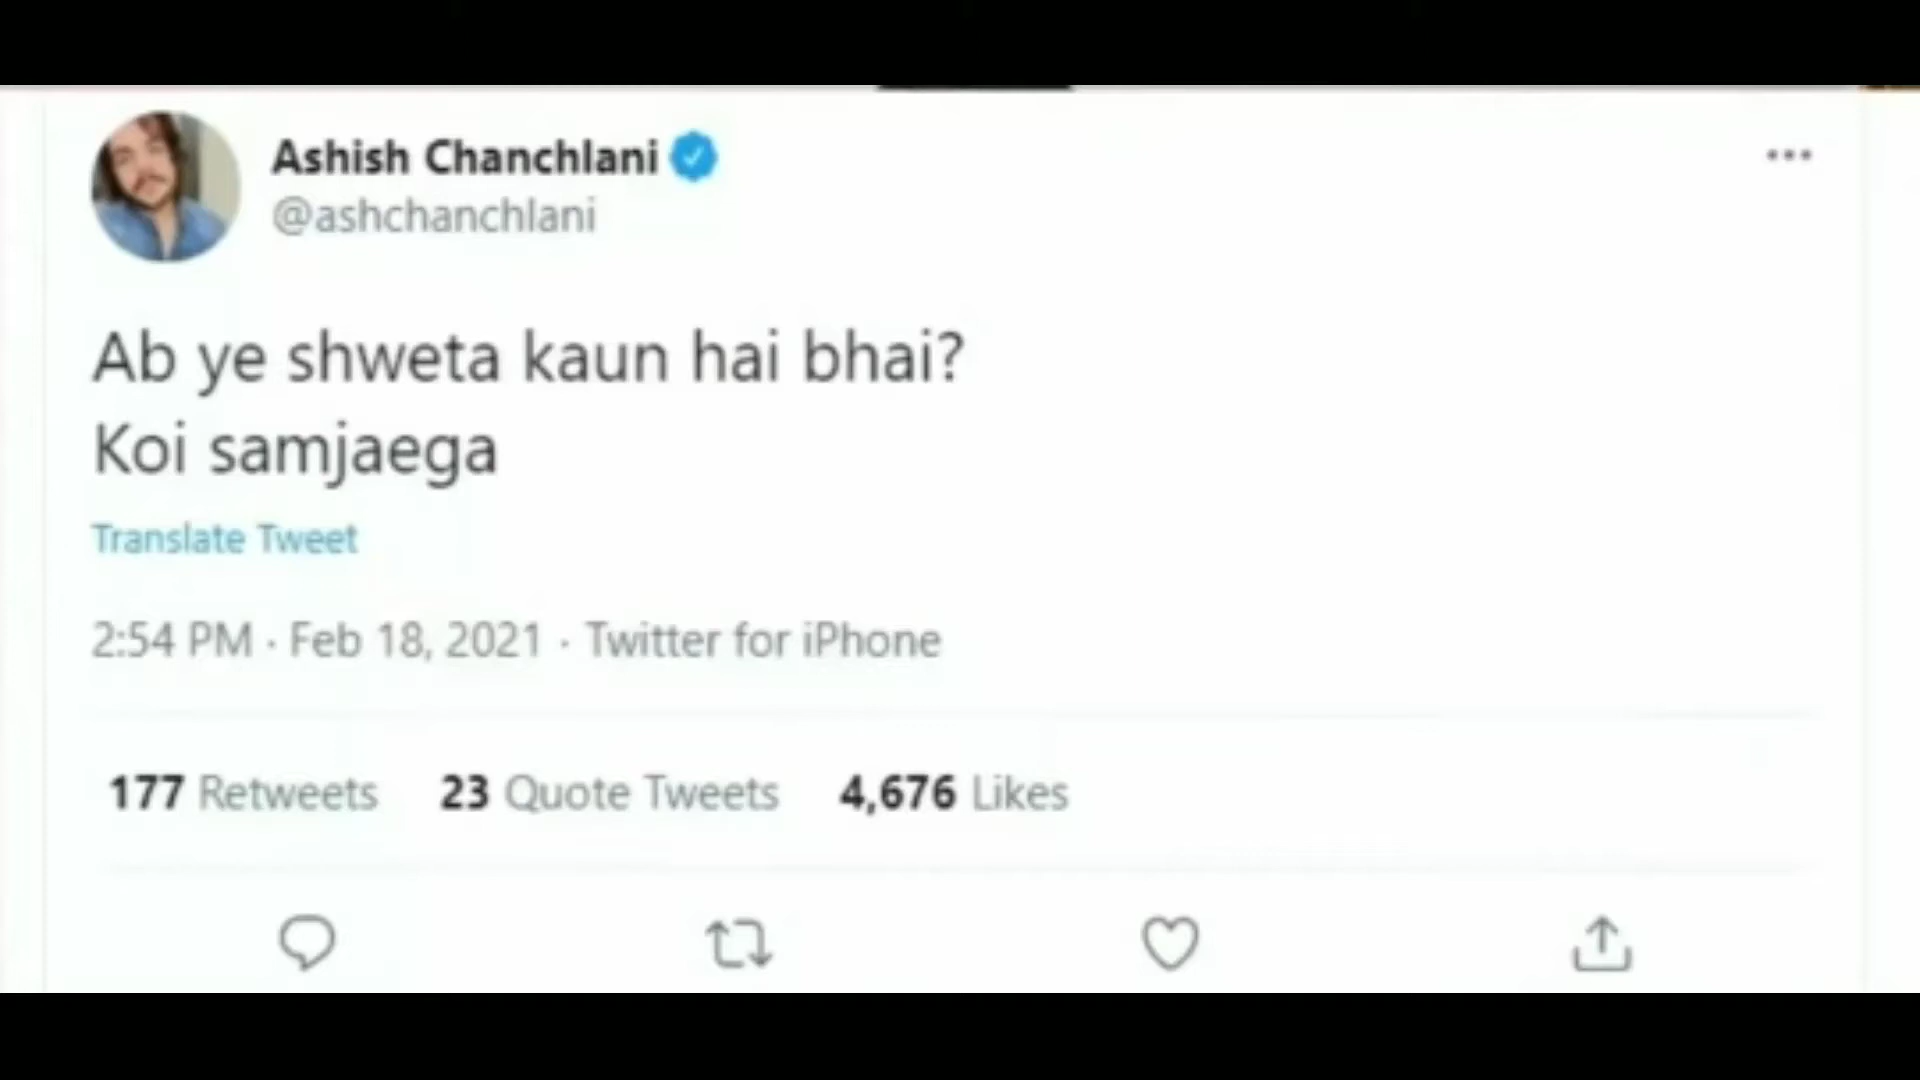 Ashish Chanchlani
@ashchanchlani
Ab ye shweta kaun hai bhai?
Koi samjaega
Translate Tweet
2:54 PM · Feb 18, 2021 · Twitter for iPhone
177 Retweets 23 Quote Tweets 4,676 Likes